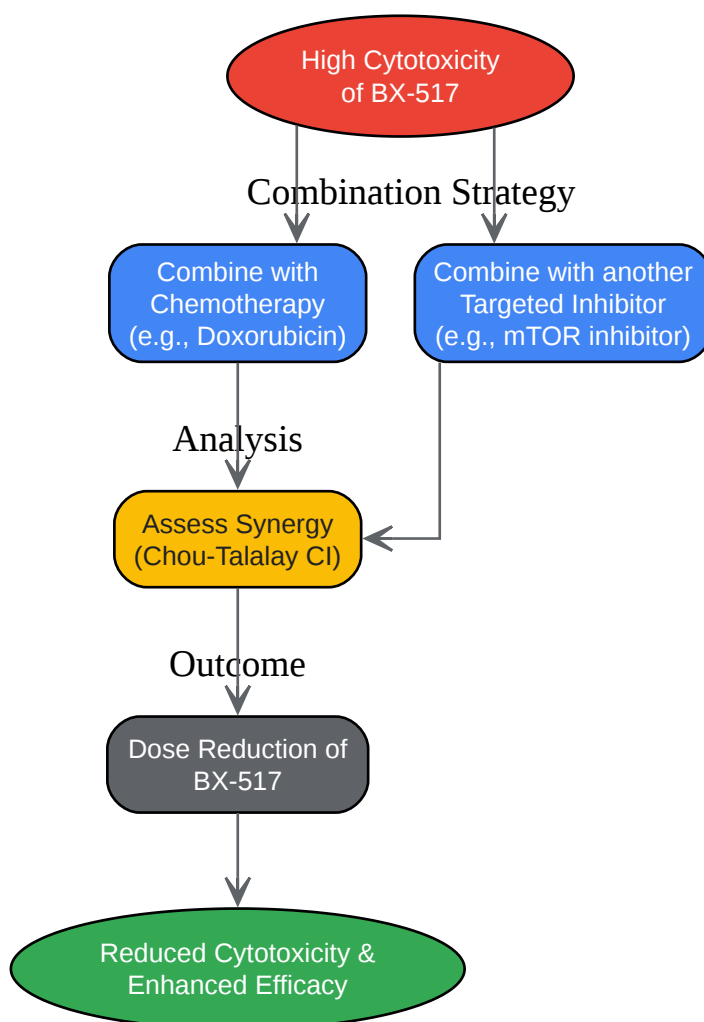 High Cytotoxicity
of BX-517
Combination Strategy
Combine with
Chemotherapy
(e.g., Doxorubicin)
Combine with another
Targeted Inhibitor
(e.g., mTOR inhibitor)
Analysis
Assess Synergy
(Chou-Talalay CI)
Outcome
Dose Reduction of
BX-517
Reduced Cytotoxicity &
Enhanced Efficacy